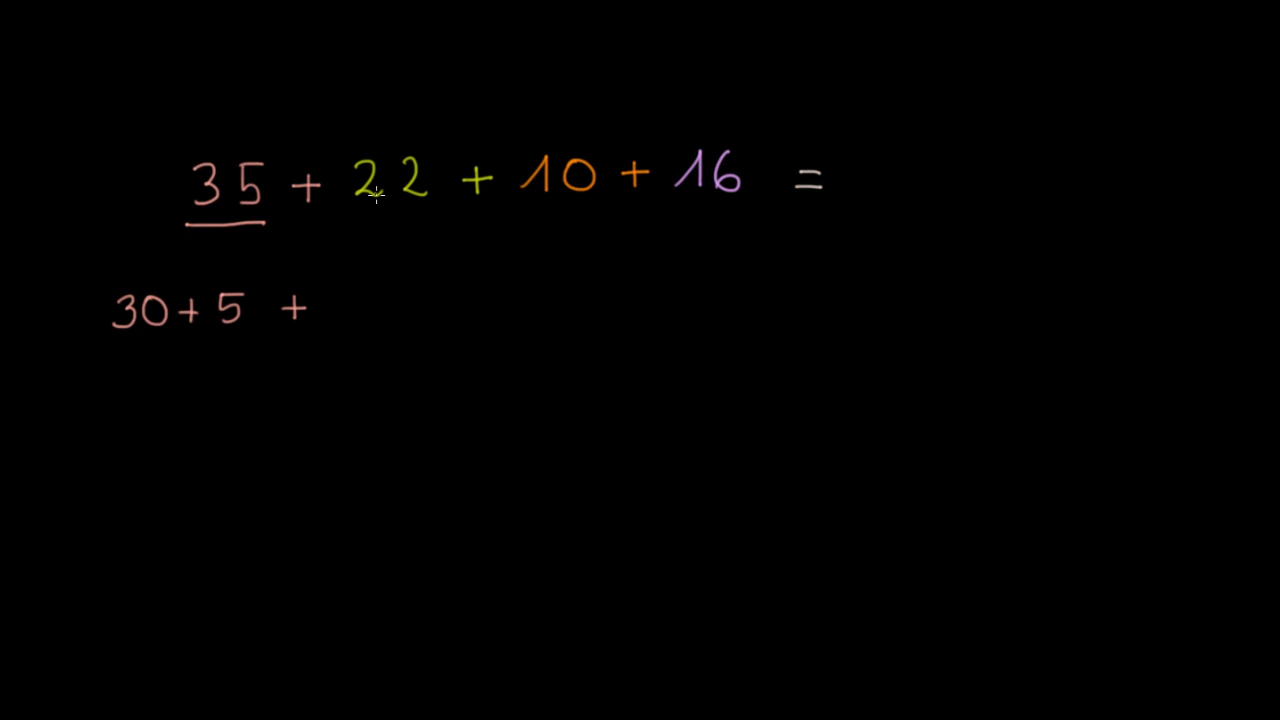 35 + 22 + 10 + 16 =
30 + 5 +